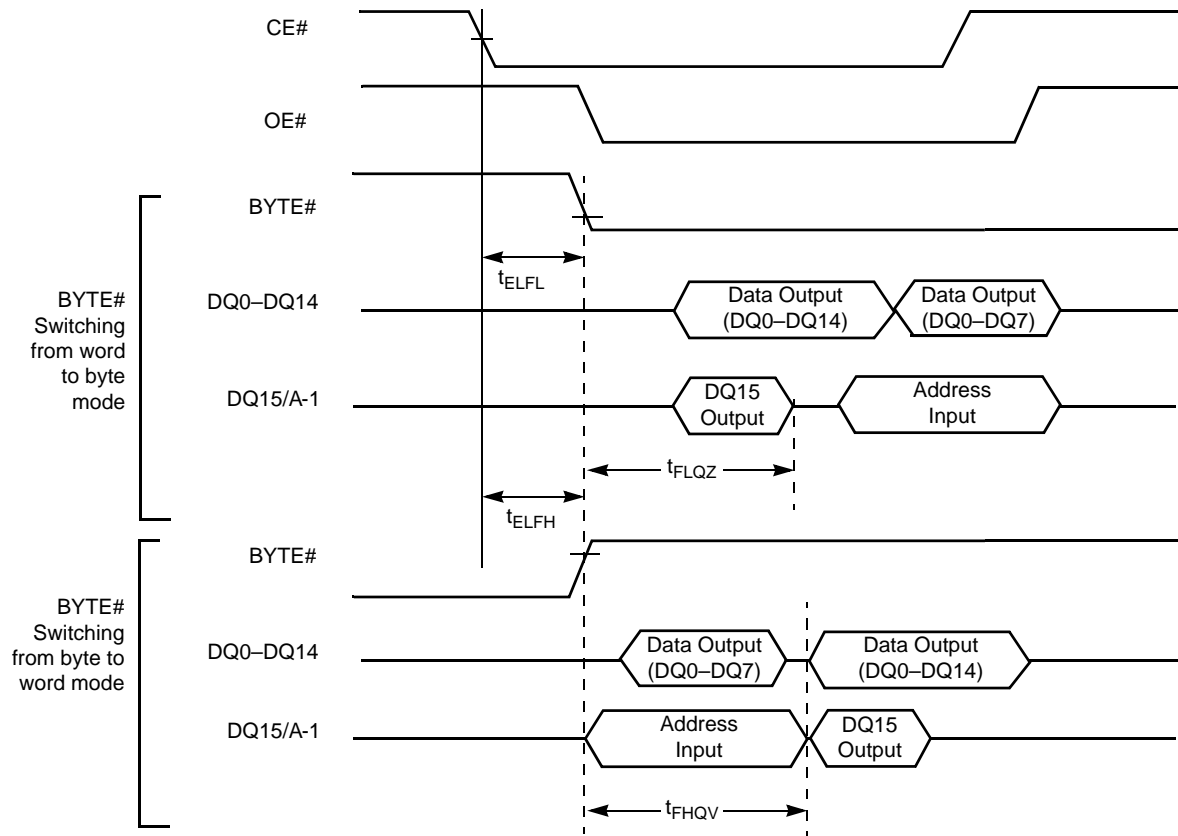 CE#
OE#
BYTE#
tELFL
BYTE#
Switching
from word
to byte
mode
DQ0–DQ14
Data Output
(DQ0–DQ14)
Data Output
(DQ0–DQ7)
DQ15/A-1
DQ15
Output
Address
Input
tFLQZ
tELFH
BYTE#
BYTE#
Switching
from byte to
word mode
DQ0–DQ14
Data Output
(DQ0–DQ7)
Data Output
(DQ0–DQ14)
DQ15/A-1
Address
Input
DQ15
Output
tFHQV